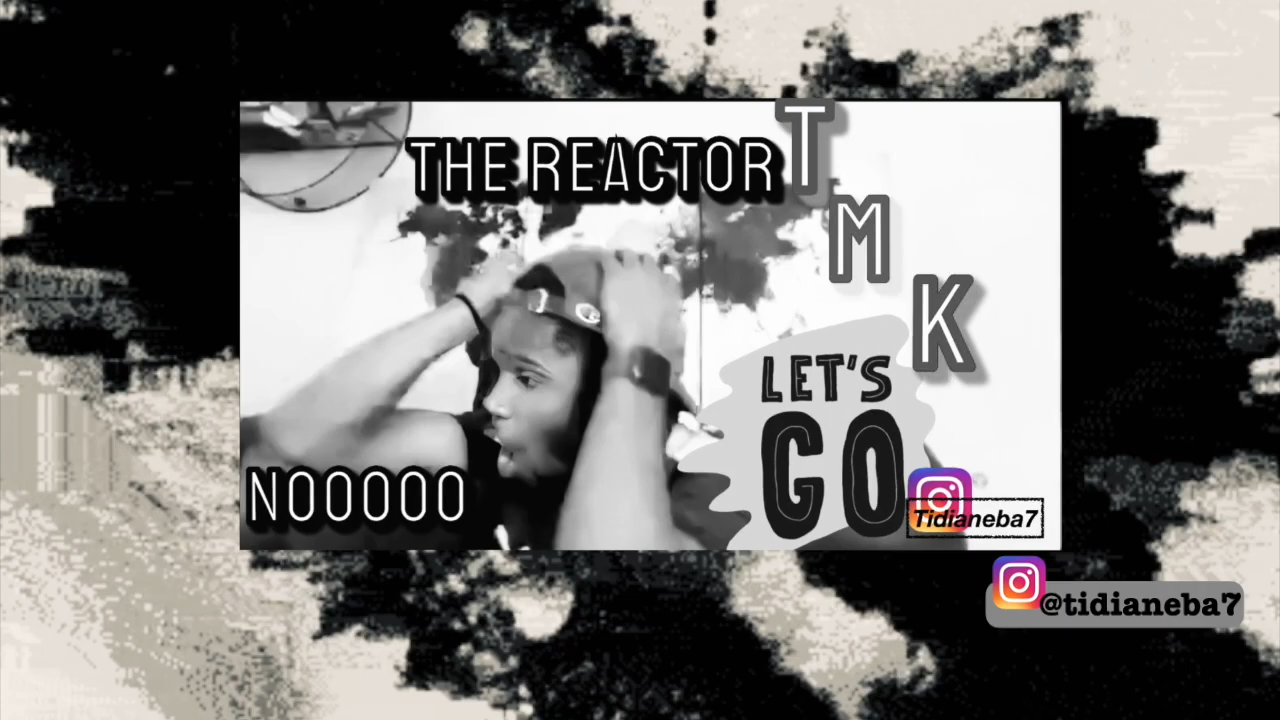 THE REACTOR
T
M
K
LET'S
GO
NOOOOO
Tidianeba7
@tidianeba7